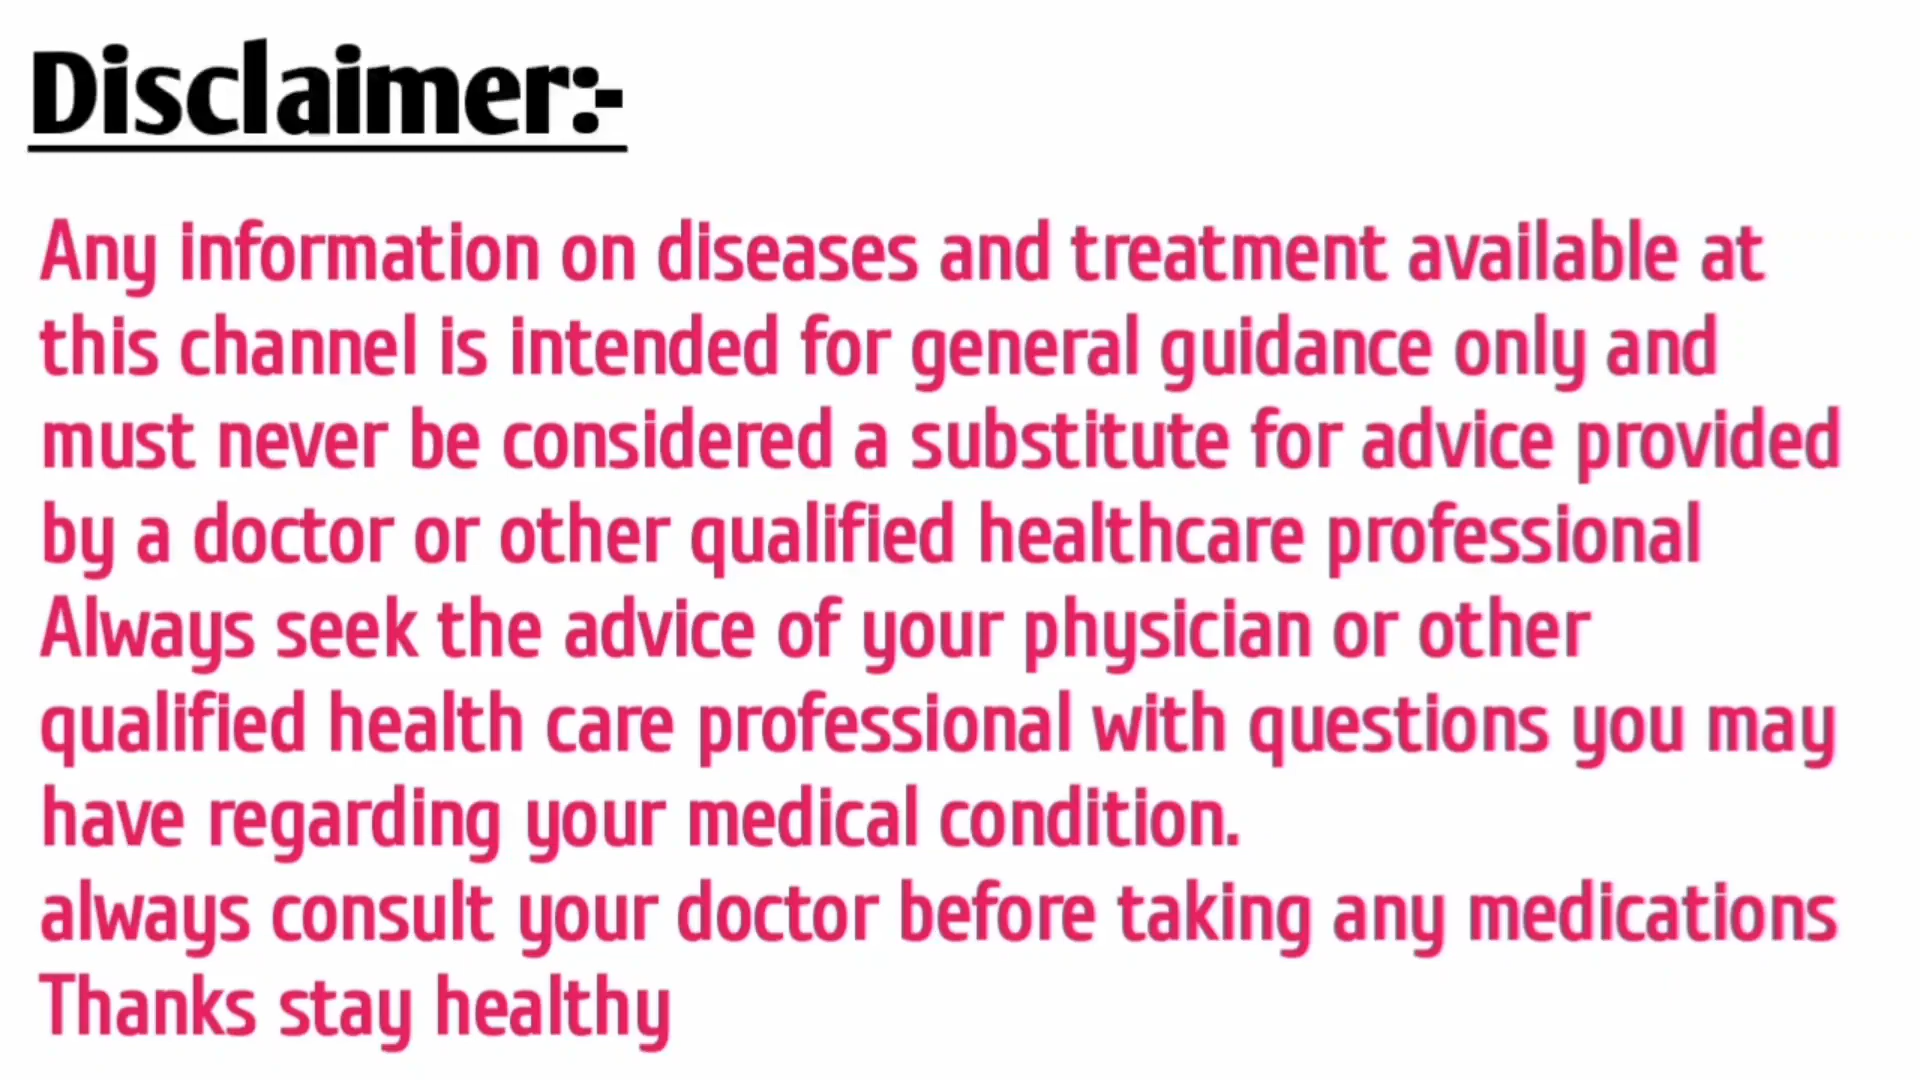 Disclaimer:-
Any information on diseases and treatment available at
this channel is intended for general guidance only and
must never be considered a substitute for advice provided
by a doctor or other qualified healthcare professional
Always seek the advice of your physician or other
qualified health care professional with questions you may
have regarding your medical condition.
always consult your doctor before taking any medications
Thanks stay healthy